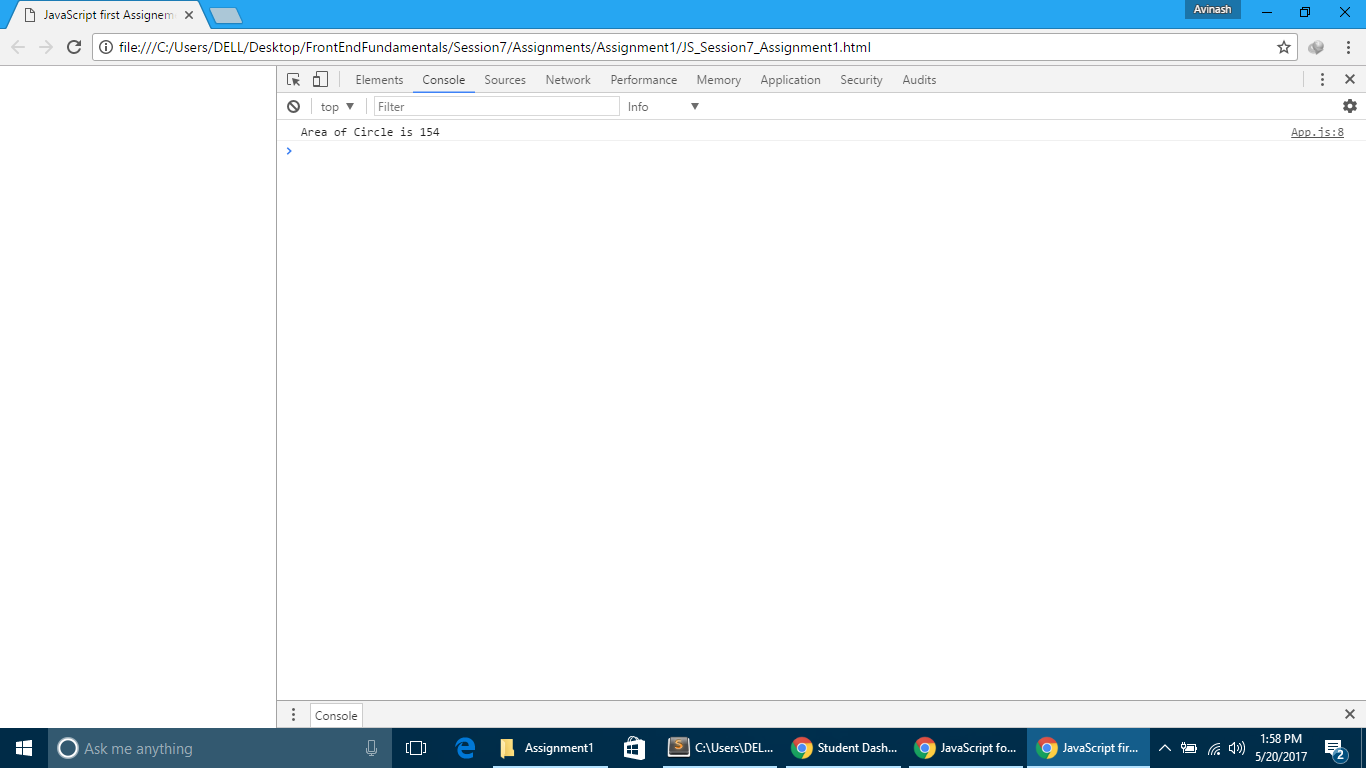 JavaScript first Assignem
Avinash
file:///C:/Users/DELL/Desktop/FrontEndFundamentals/Session7/Assignments/Assignment1/JS_Session7_Assignment1.html
Elements Console Sources Network Performance Memory Application Security Audits
top Filter Info
Area of Circle is 154 App.js:8
Console
Ask me anything Assignment1 C:\Users\DEL... Student Dash... JavaScript fo... JavaScript fir... 1:58 PM
5/20/2017 2